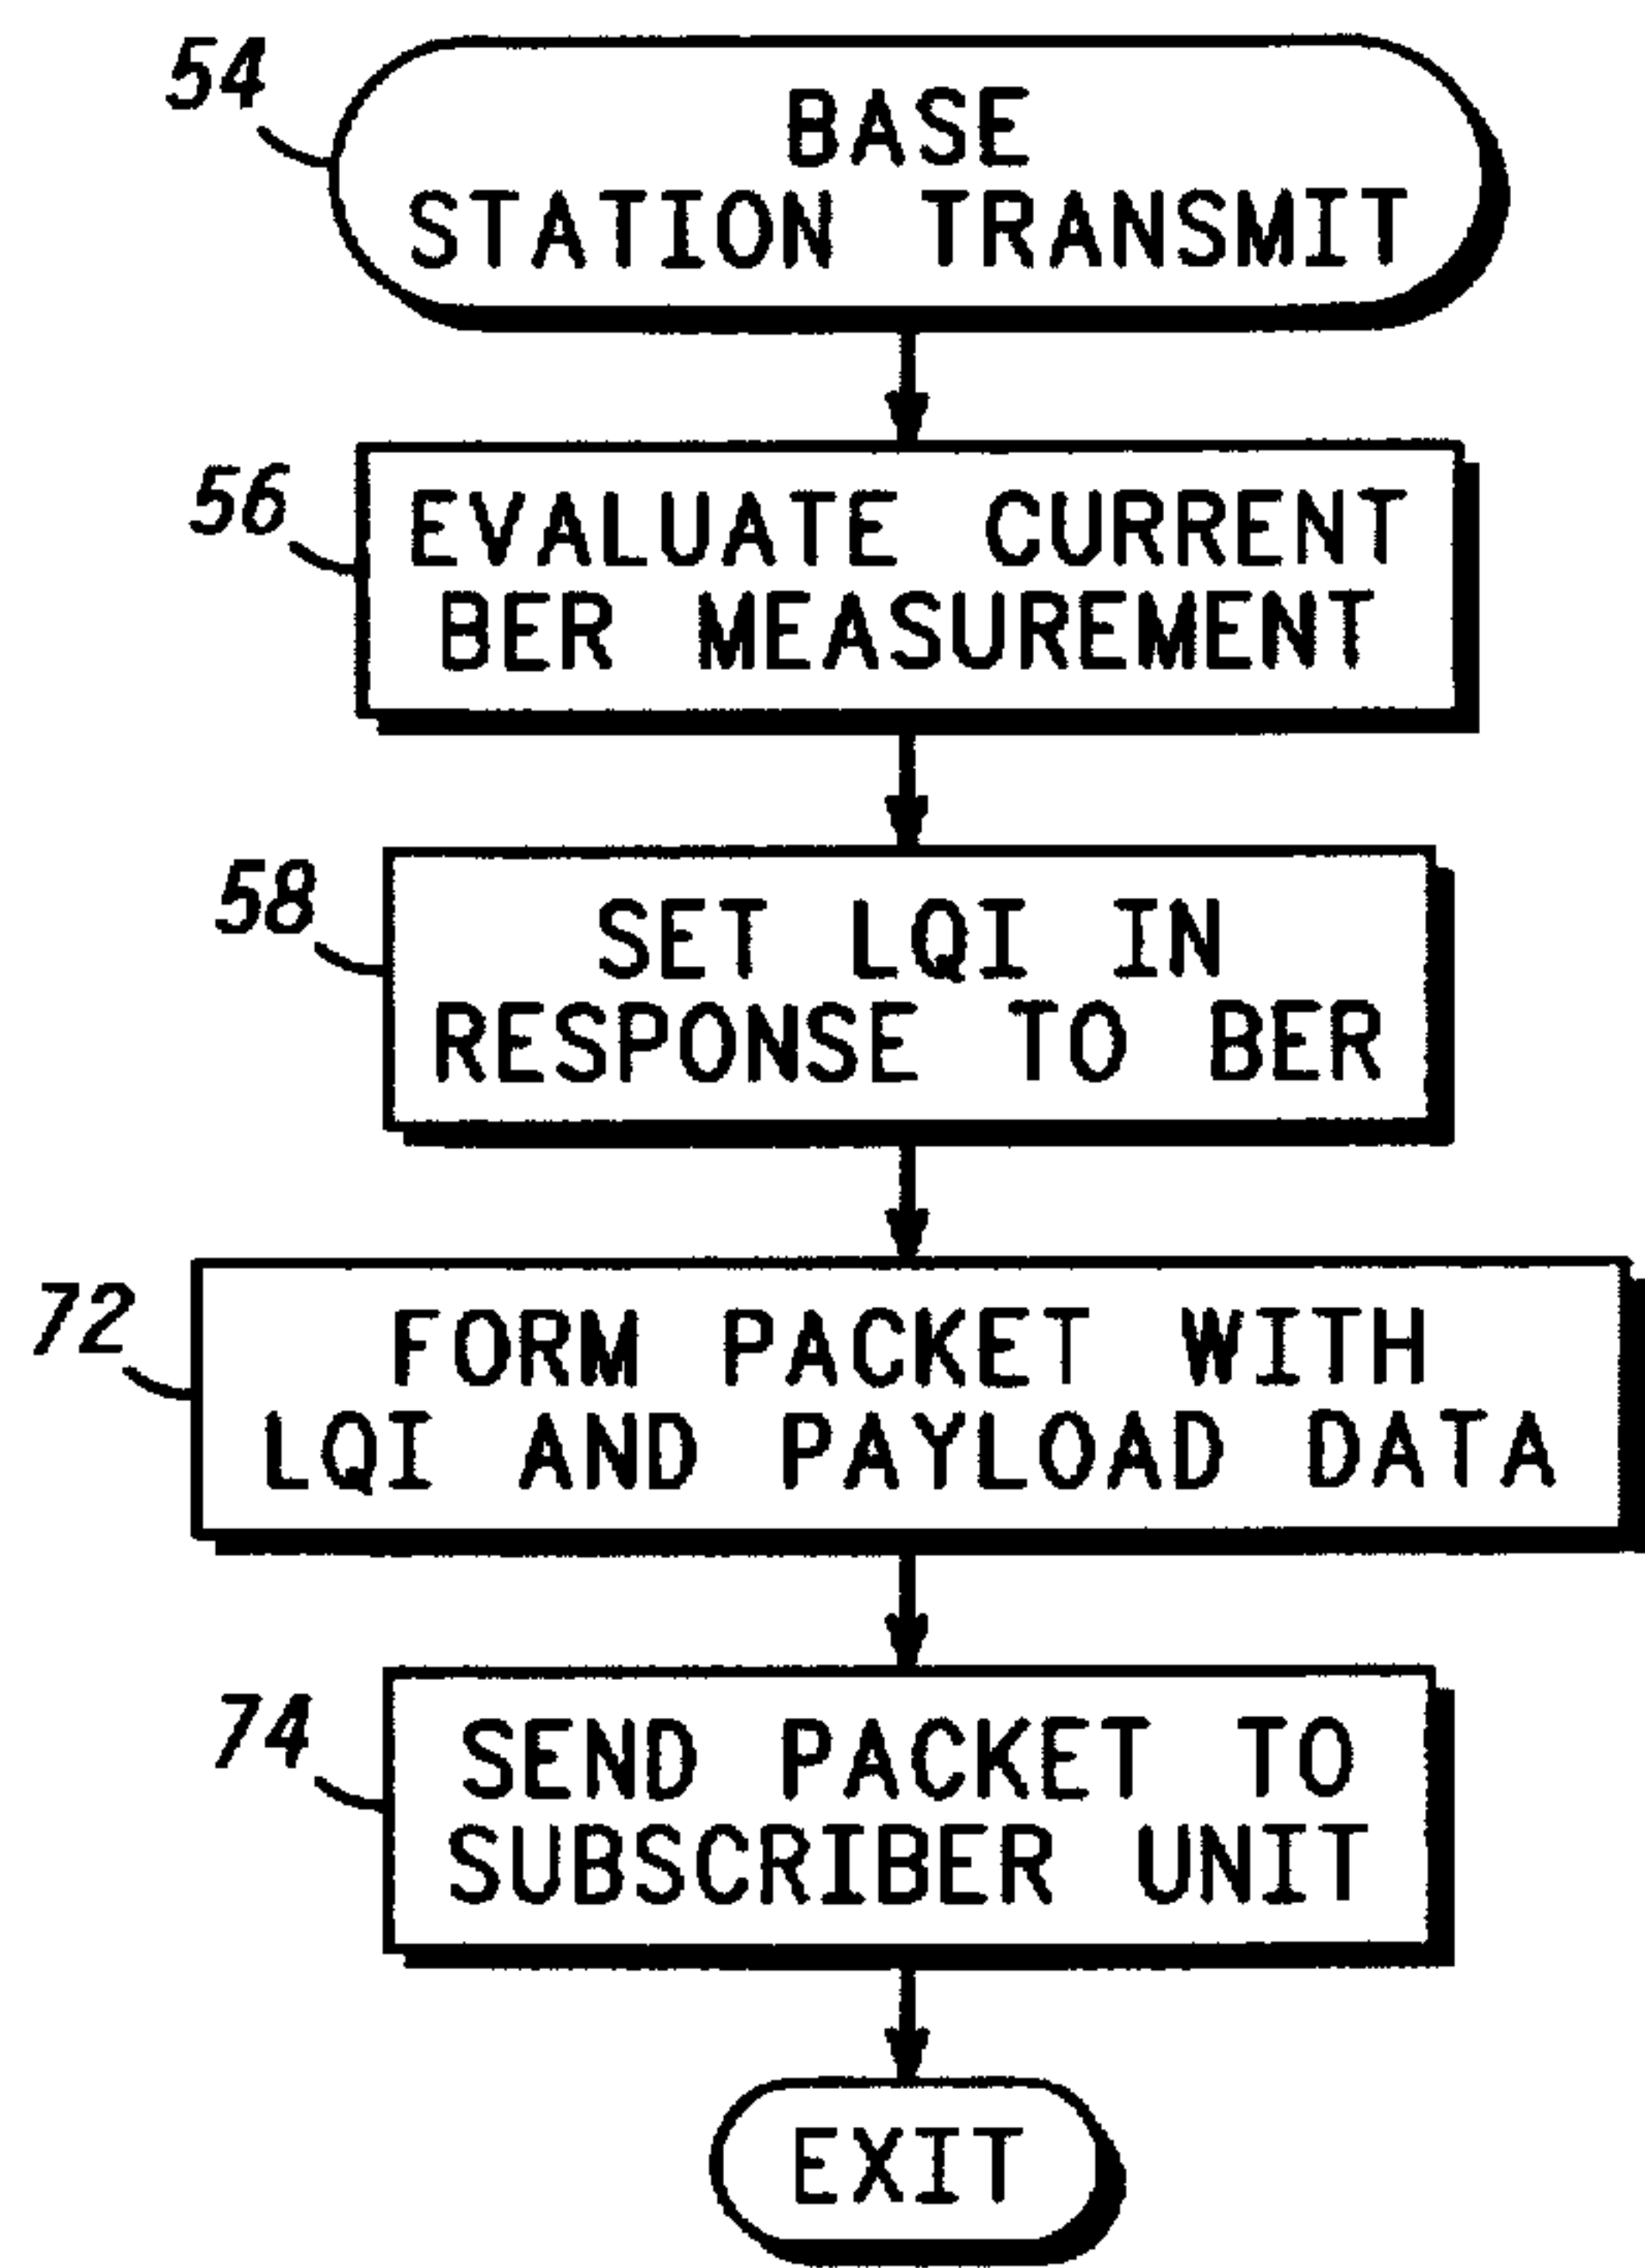 54
BASE
STATION TRANSMIT
56
EVALUATE CURRENT
BER MEASUREMENT
58
SET LQI IN
RESPONSE TO BER
72
FORM PACKET WITH
LQI AND PAYLOAD DATA
74
SEND PACKET TO
SUBSCRIBER UNIT
EXIT